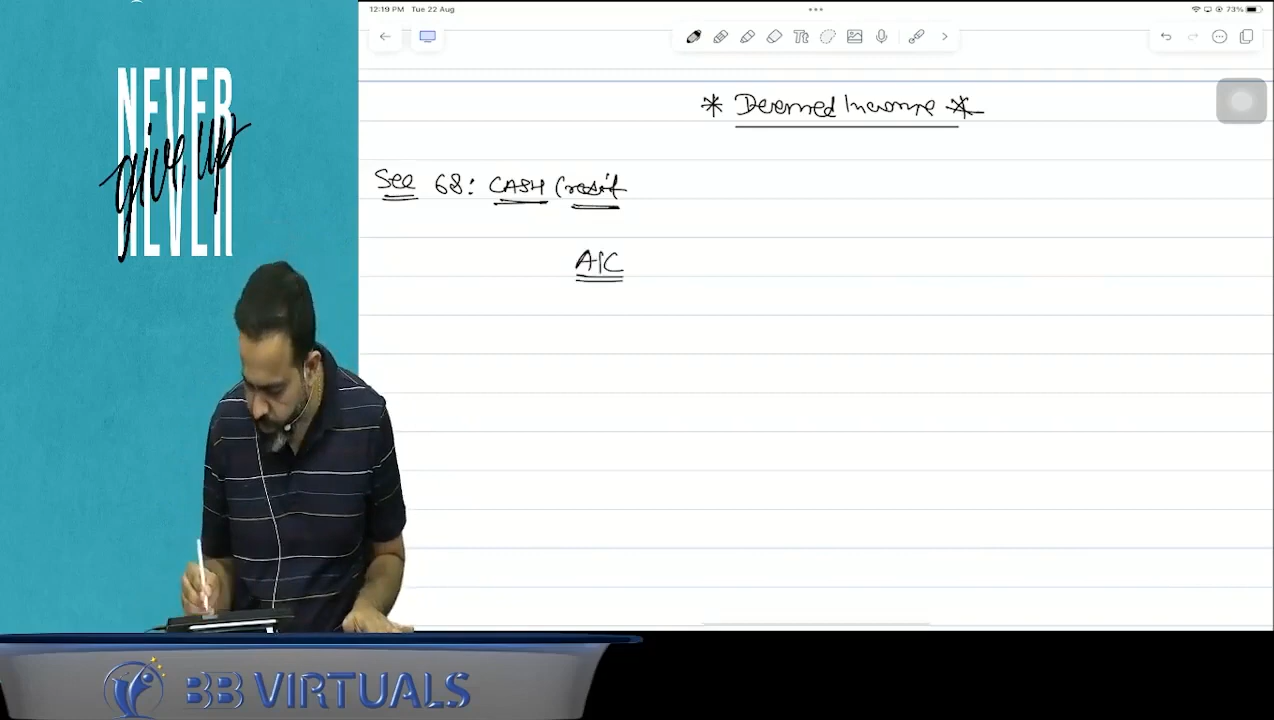 12:19 PM Tue 22 Aug
73%
NEVER
give up
NEVER
* Deemed Income *
Sec 68: CASH Credit
A/C
BB VIRTUALS